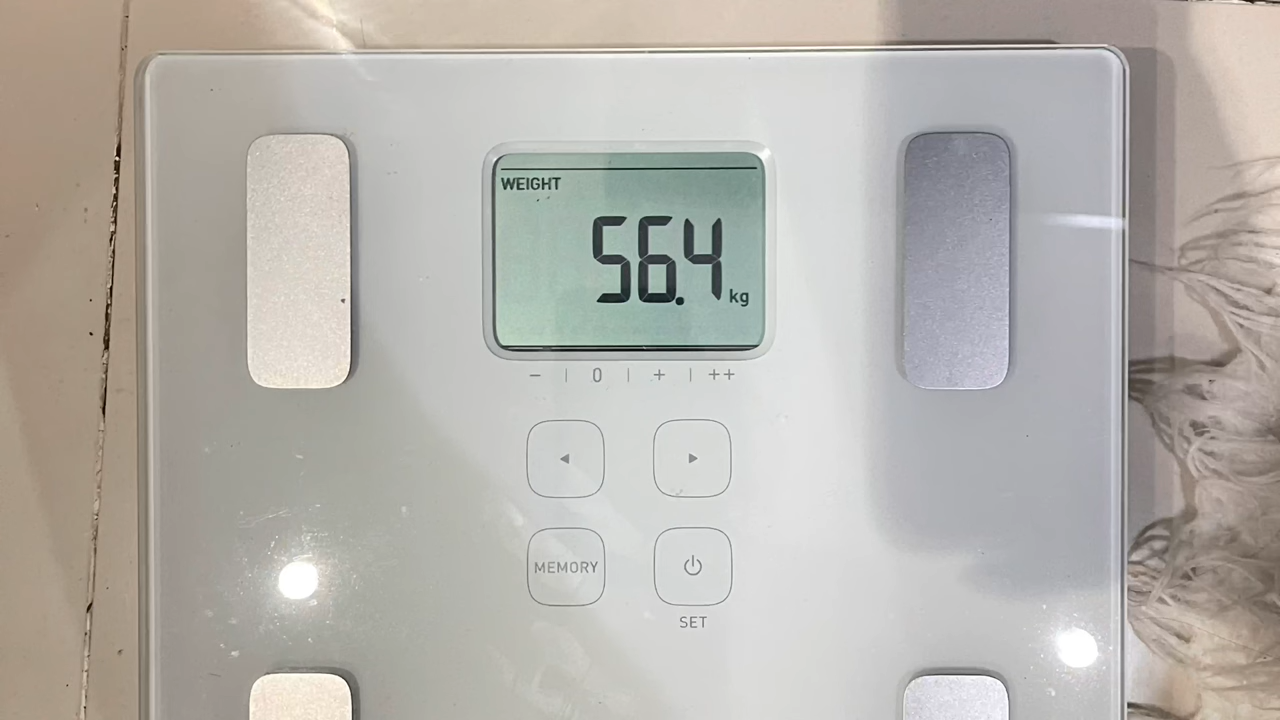 WEIGHT
56.4 kg
− | 0 | + | ++
◄ ►
MEMORY
SET